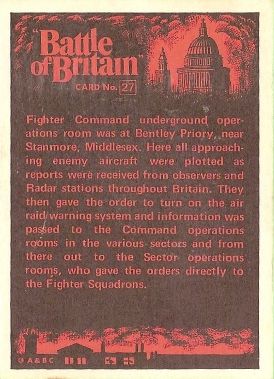 "Battle
of Britain"
CARD No. 27
Fighter Command underground oper-
ations room was at Bentley Priory, near
Stanmore, Middlesex. Here all approach-
ing enemy aircraft were plotted as
reports were received from observers and
Radar stations throughout Britain. They
then gave the order to turn on the air
raid warning system and information was
passed to the Command operations
rooms in the various sectors and from
there out to the Sector operations
rooms, who gave the orders directly to
the Fighter Squadrons.
© A & BC